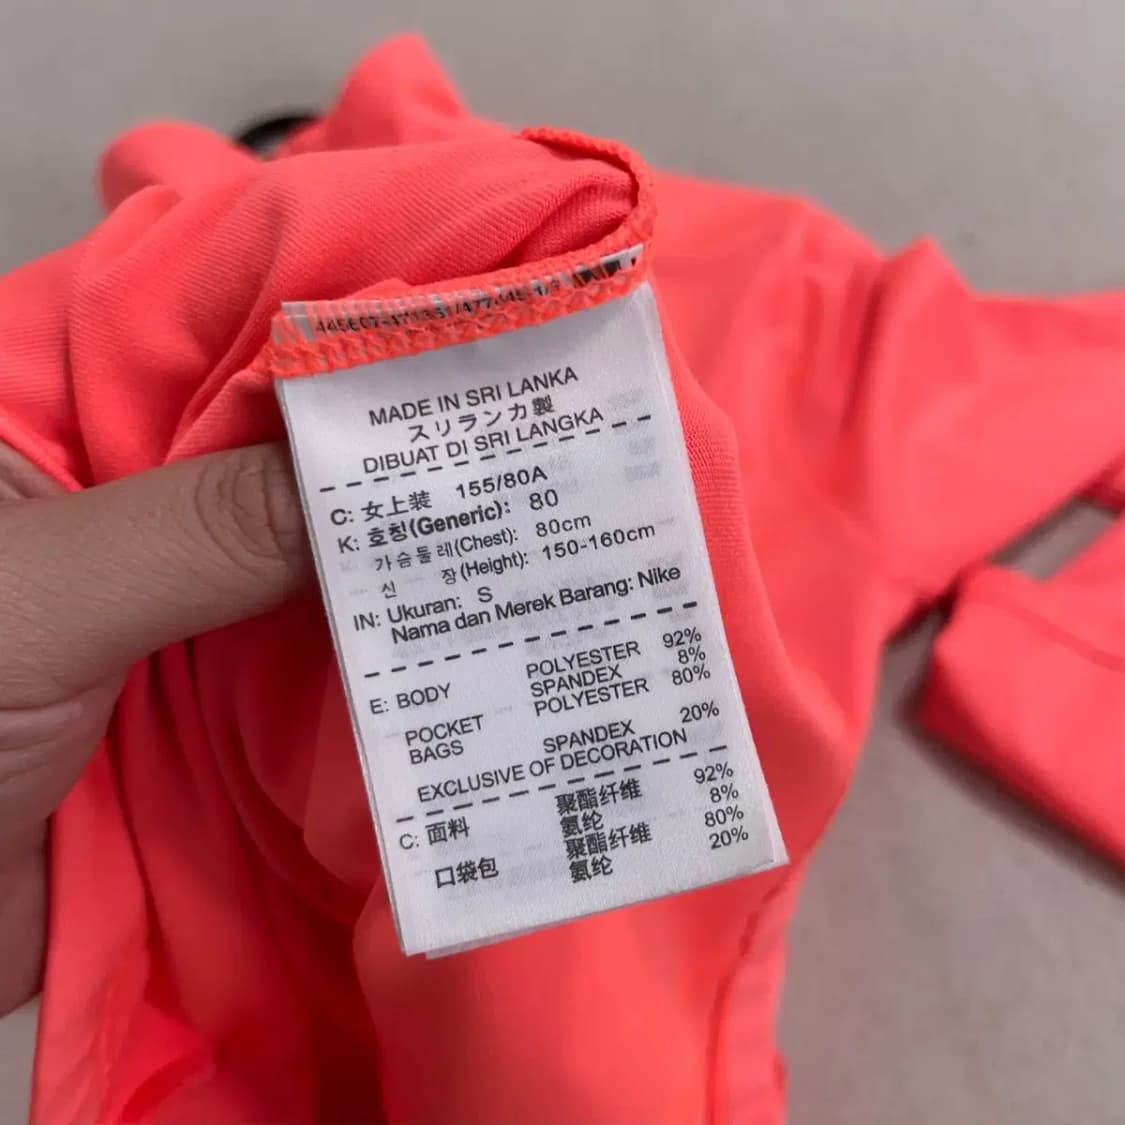 MADE IN SRI LANKA
スリランカ製
DIBUAT DI SRI LANGKA
C: 女上装 155/80A
K: 호칭(Generic): 80
가슴둘레(Chest): 80cm
신 장(Height): 150-160cm
IN: Ukuran: S
Nama dan Merek Barang: Nike
E: BODY POLYESTER 92%
SPANDEX 8%
POCKET BAGS POLYESTER 80%
SPANDEX 20%
EXCLUSIVE OF DECORATION
C: 面料 聚酯纤维 92%
氨纶 8%
口袋包 聚酯纤维 80%
氨纶 20%